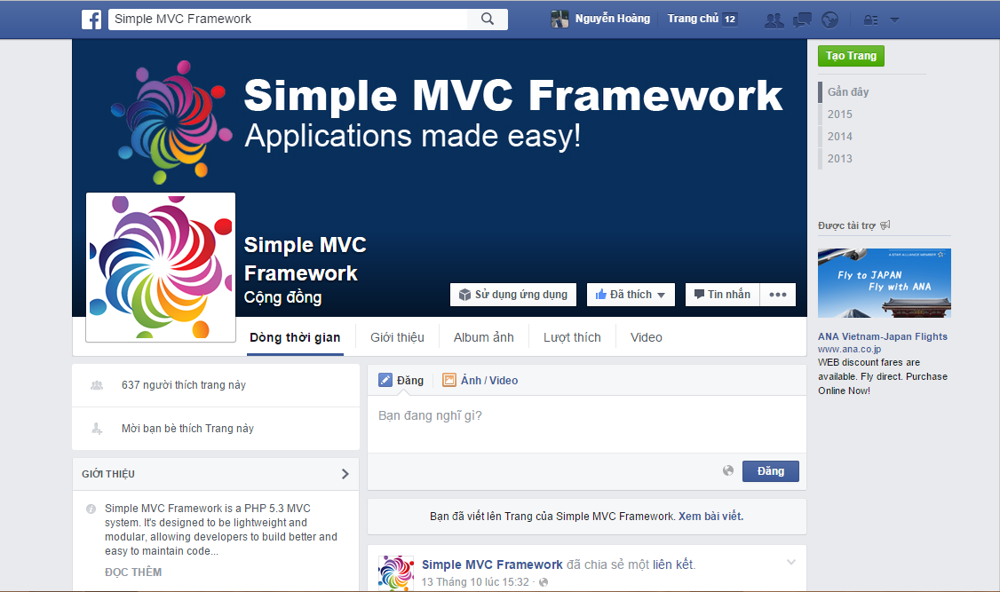 Simple MVC Framework
Nguyễn Hoàng
Trang chủ 12
Simple MVC Framework
Applications made easy!
Simple MVC
Framework
Cộng đồng
Sử dụng ứng dụng
Đã thích
Tin nhắn
Dòng thời gian
Giới thiệu
Album ảnh
Lượt thích
Video
637 người thích trang này
Mời bạn bè thích Trang này
GIỚI THIỆU
Simple MVC Framework is a PHP 5.3 MVC
system. It's designed to be lightweight and
modular, allowing developers to build better and
easy to maintain code...
ĐỌC THÊM
Đăng
Ảnh / Video
Bạn đang nghĩ gì?
Đăng
Bạn đã viết lên Trang của Simple MVC Framework. Xem bài viết.
Simple MVC Framework đã chia sẻ một liên kết.
13 Tháng 10 lúc 15:32 ·
Tạo Trang
Gần đây
2015
2014
2013
Được tài trợ
A STAR ALLIANCE MEMBER
Fly to JAPAN
Fly with ANA
ANA Vietnam-Japan Flights
www.ana.co.jp
WEB discount fares are
available. Fly direct. Purchase
Online Now!